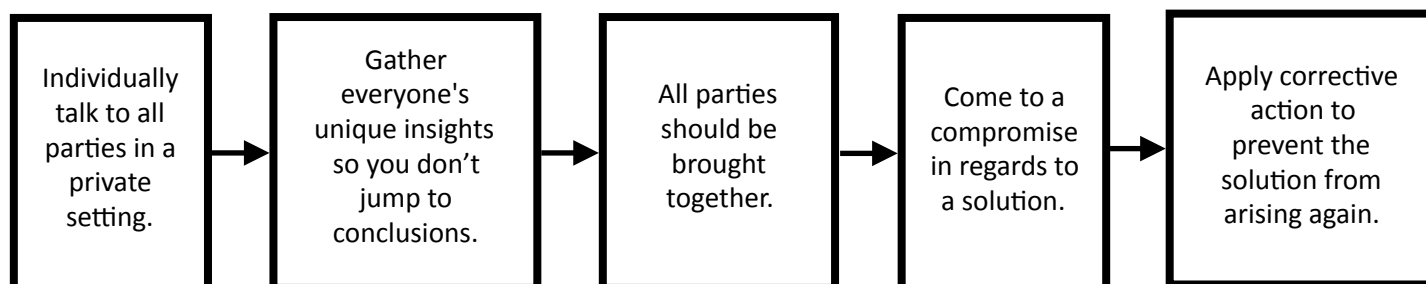 Individually
talk to all
parties in a
private
setting.
Gather
everyone's
unique insights
so you don’t
jump to
conclusions.
All parties
should be
brought
together.
Come to a
compromise
in regards to
a solution.
Apply corrective
action to
prevent the
solution from
arising again.